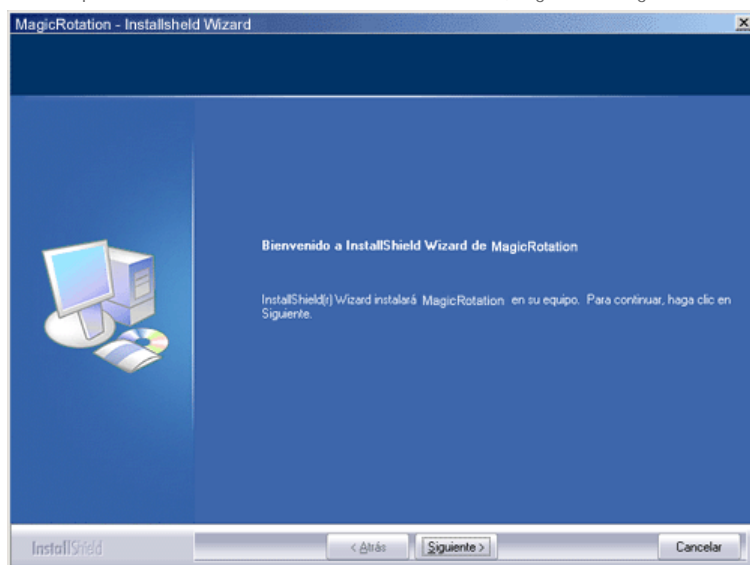 MagicRotation - Installsheld Wizard
Bienvenido a InstallShield Wizard de MagicRotation
InstallShield(r) Wizard instalará MagicRotation en su equipo. Para continuar, haga clic en
Siguiente.
InstallShield
< Atrás
Siguiente >
Cancelar